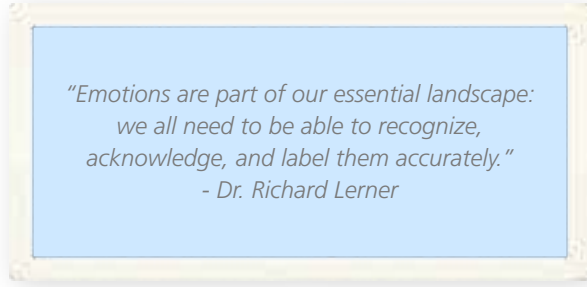 “Emotions are part of our essential landscape:
we all need to be able to recognize,
acknowledge, and label them accurately.”
- Dr. Richard Lerner